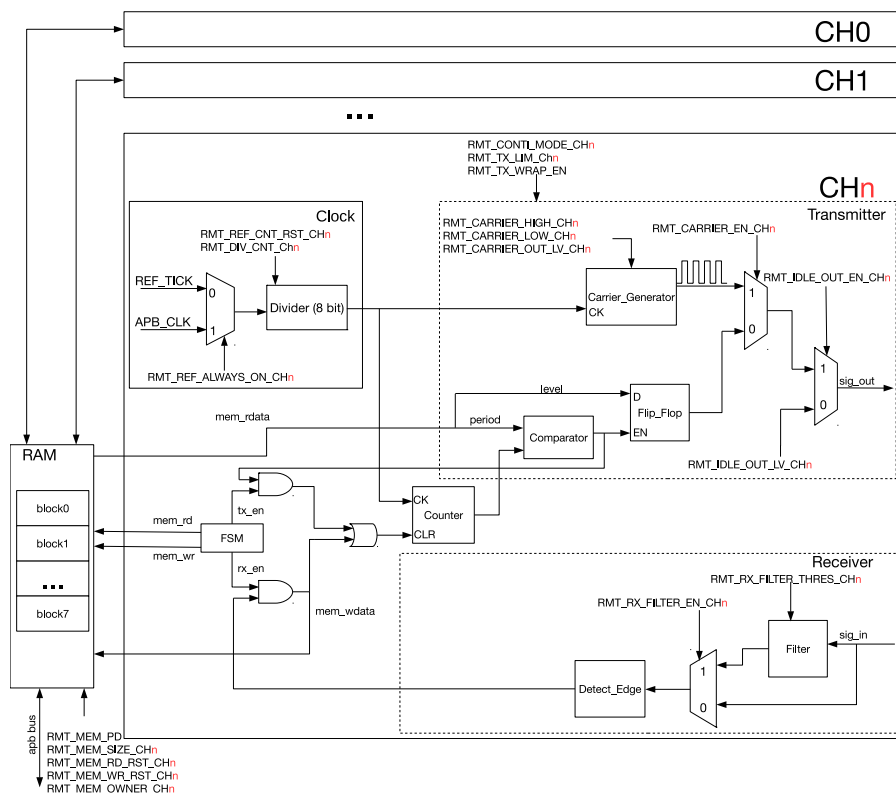 CH0
CH1
...
RMT_CONTI_MODE_CHn
RMT_TX_LIM_Chn
RMT_TX_WRAP_EN
CHn
Transmitter
Clock
RMT_REF_CNT_RST_CHn
RMT_DIV_CNT_Chn
RMT_CARRIER_HIGH_CHn
RMT_CARRIER_LOW_CHn
RMT_CARRIER_OUT_LV_CHn
RMT_CARRIER_EN_CHn
RMT_IDLE_OUT_EN_CHn
REF_TICK
0
APB_CLK
1
Divider (8 bit)
Carrier_Generator
CK
1
0
RMT_REF_ALWAYS_ON_CHn
1
0
sig_out
level
D
Flip_Flop
EN
mem_rdata
period
Comparator
RMT_IDLE_OUT_LV_CHn
RAM
block0
block1
...
block7
mem_rd
mem_wr
tx_en
FSM
rx_en
CK
Counter
CLR
mem_wdata
Receiver
RMT_RX_FILTER_THRES_CHn
RMT_RX_FILTER_EN_CHn
sig_in
Filter
1
0
Detect_Edge
apb bus
RMT_MEM_PD
RMT_MEM_SIZE_CHn
RMT_MEM_RD_RST_CHn
RMT_MEM_WR_RST_CHn
RMT_MEM_OWNER_CHn